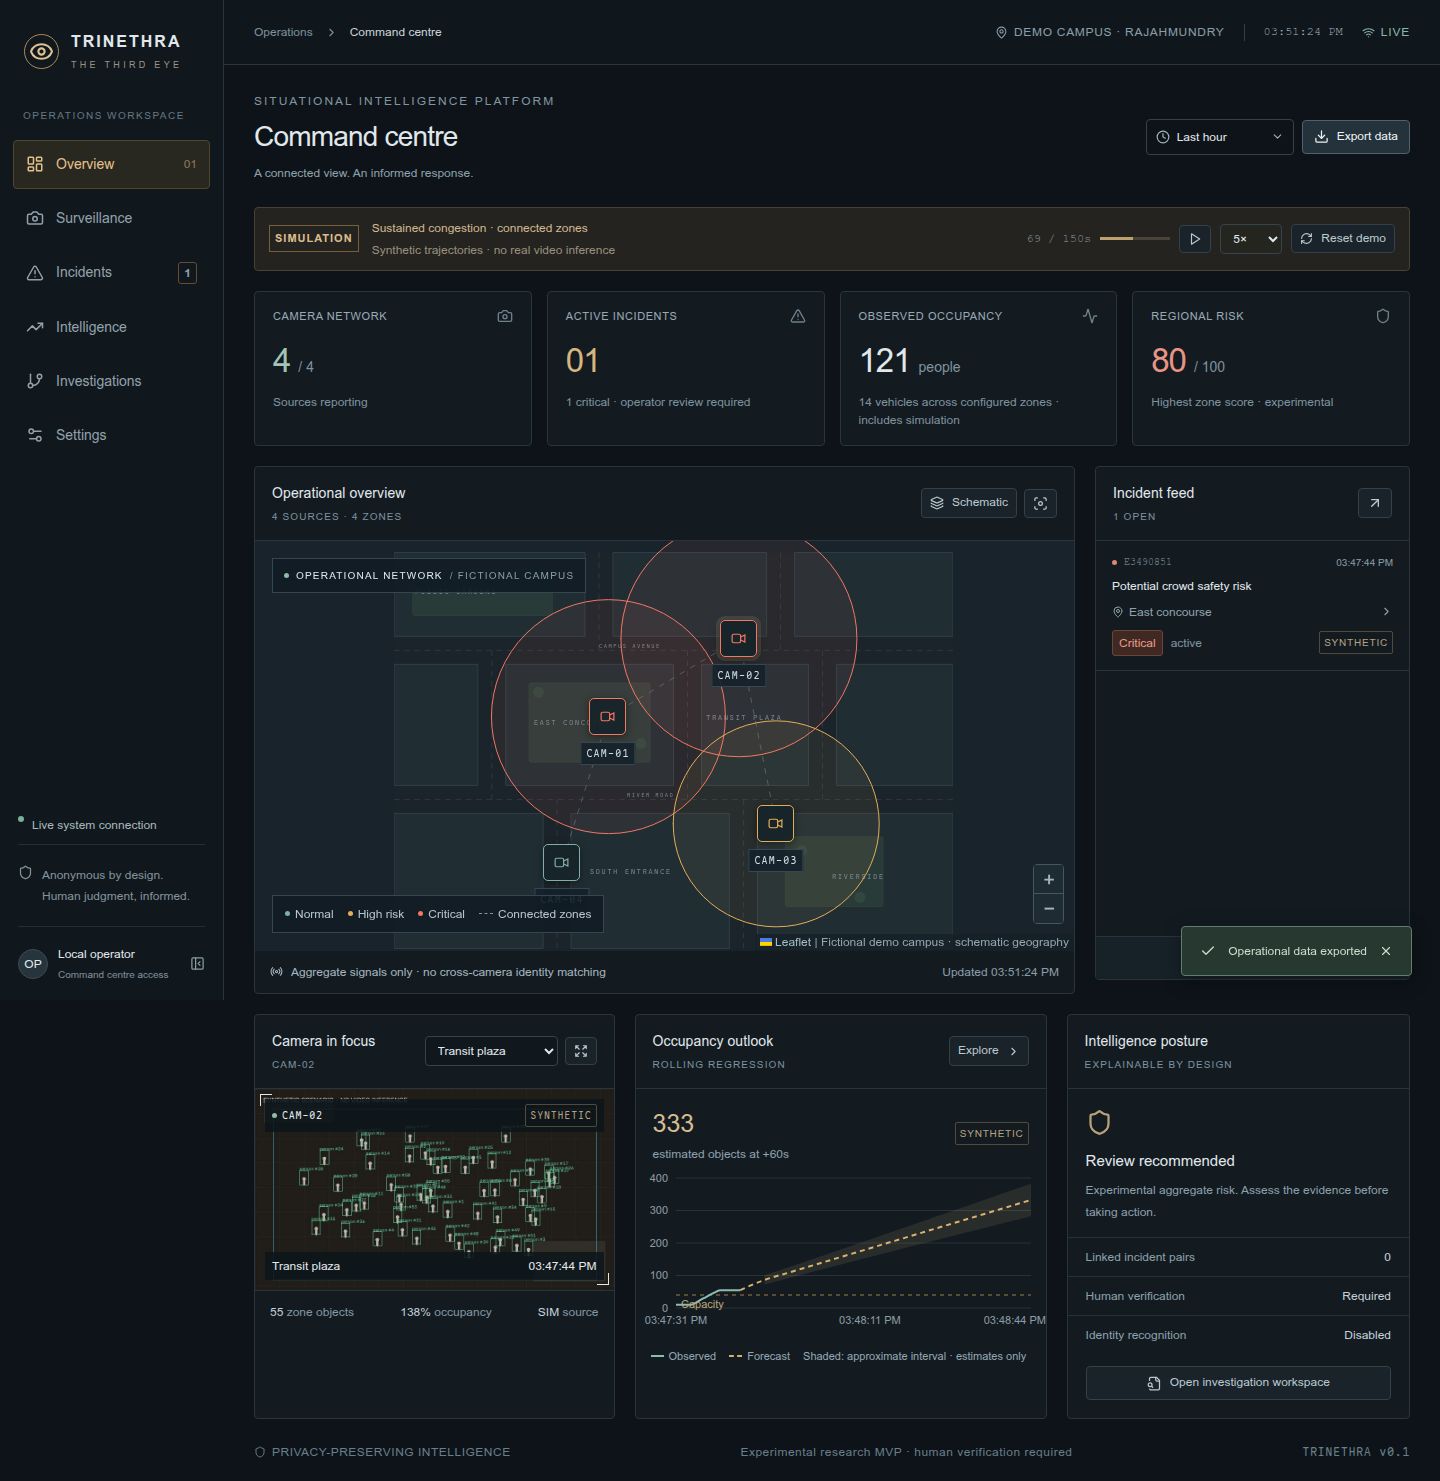 TRINETHRA
THE THIRD EYE
OPERATIONS WORKSPACE
Overview 01
Surveillance
Incidents 1
Intelligence
Investigations
Settings
Live system connection
Anonymous by design.
Human judgment, informed.
OP
Local operator
Command centre access
Operations > Command centre
DEMO CAMPUS · RAJAHMUNDRY
03:51:24 PM
LIVE
SITUATIONAL INTELLIGENCE PLATFORM
Command centre
A connected view. An informed response.
Last hour
Export data
SIMULATION
Sustained congestion · connected zones
Synthetic trajectories · no real video inference
69 / 150s
5×
Reset demo
CAMERA NETWORK
4 / 4
Sources reporting
ACTIVE INCIDENTS
01
1 critical · operator review required
OBSERVED OCCUPANCY
121 people
14 vehicles across configured zones ·
includes simulation
REGIONAL RISK
80 / 100
Highest zone score · experimental
Operational overview
4 SOURCES · 4 ZONES
Schematic
OPERATIONAL NETWORK / FICTIONAL CAMPUS
CAMPUS AVENUE
CAM-02
TRANSIT PLAZA
EAST CONC
CAM-01
RIVER ROAD
CAM-03
SOUTH ENTRANCE
RIVERSIDE
CAM-04
Normal
High risk
Critical
Connected zones
+
−
Leaflet | Fictional demo campus · schematic geography
Aggregate signals only · no cross-camera identity matching
Updated 03:51:24 PM
Incident feed
1 OPEN
E3490851
03:47:44 PM
Potential crowd safety risk
East concourse
Critical active
SYNTHETIC
Operational data exported
Camera in focus
CAM-02
Transit plaza
CAM-02
SYNTHETIC
Transit plaza
03:47:44 PM
55 zone objects
138% occupancy
SIM source
Occupancy outlook
ROLLING REGRESSION
Explore
333
estimated objects at +60s
SYNTHETIC
400
300
200
100
0
Capacity
03:47:31 PM
03:48:11 PM
03:48:44 PM
Observed
Forecast
Shaded: approximate interval · estimates only
Intelligence posture
EXPLAINABLE BY DESIGN
Review recommended
Experimental aggregate risk. Assess the evidence before
taking action.
Linked incident pairs 0
Human verification Required
Identity recognition Disabled
Open investigation workspace
PRIVACY-PRESERVING INTELLIGENCE
Experimental research MVP · human verification required
TRINETHRA v0.1